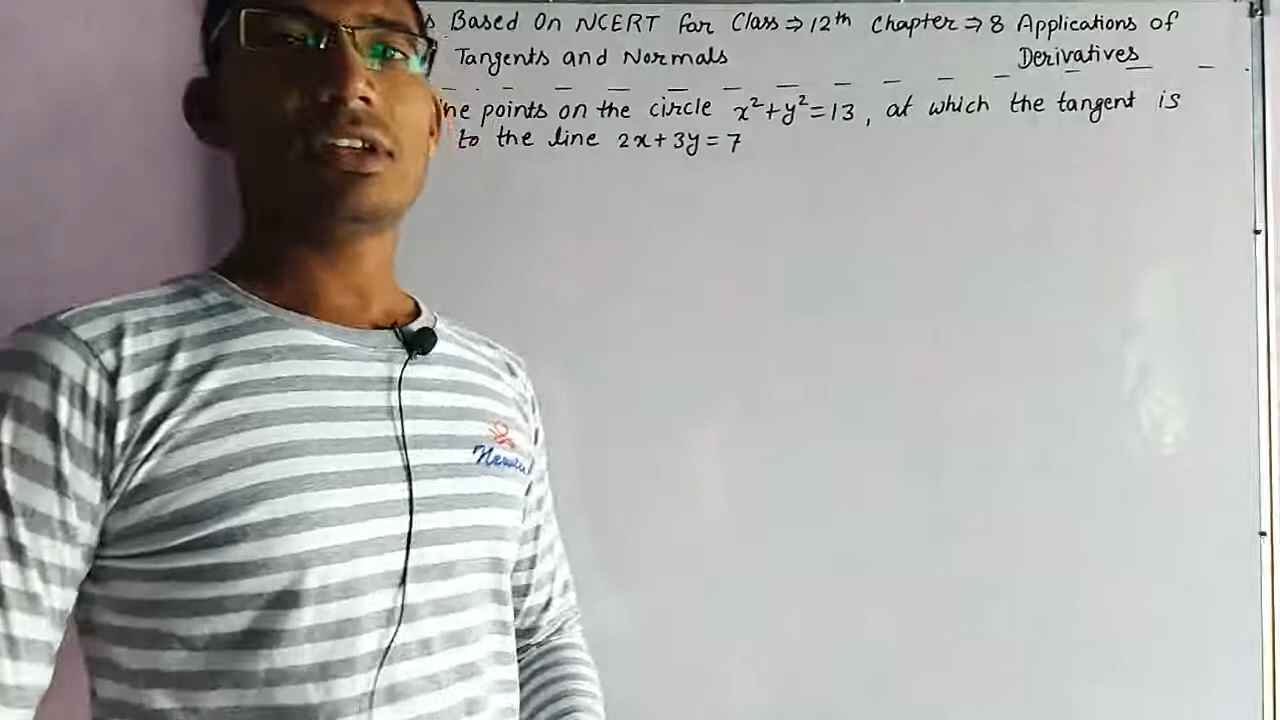 Based On NCERT For Class ⇒ 12th Chapter ⇒ 8 Applications of Derivatives
Tangents and Normals
points on the circle x²+y²=13, at which the tangent is
to the line 2x+3y=7